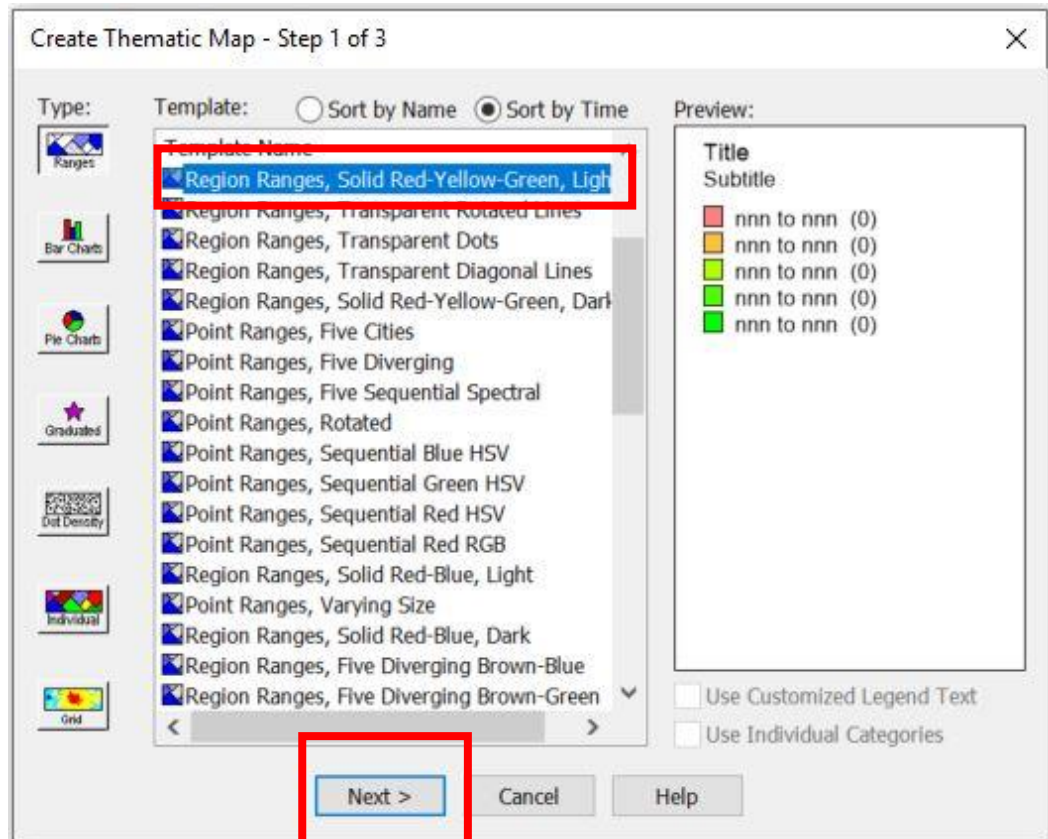 Create Thematic Map - Step 1 of 3
Type:
Ranges
Bar Charts
Pie Charts
Graduated
Dot Density
Individual
Grid
Template:
Sort by Name
Sort by Time
Template Name
Region Ranges, Solid Red-Yellow-Green, Ligh
Region Ranges, Transparent Rotated Lines
Region Ranges, Transparent Dots
Region Ranges, Transparent Diagonal Lines
Region Ranges, Solid Red-Yellow-Green, Dark
Point Ranges, Five Cities
Point Ranges, Five Diverging
Point Ranges, Five Sequential Spectral
Point Ranges, Rotated
Point Ranges, Sequential Blue HSV
Point Ranges, Sequential Green HSV
Point Ranges, Sequential Red HSV
Point Ranges, Sequential Red RGB
Region Ranges, Solid Red-Blue, Light
Point Ranges, Varying Size
Region Ranges, Solid Red-Blue, Dark
Region Ranges, Five Diverging Brown-Blue
Region Ranges, Five Diverging Brown-Green
Preview:
Title
Subtitle
nnn to nnn (0)
nnn to nnn (0)
nnn to nnn (0)
nnn to nnn (0)
nnn to nnn (0)
Use Customized Legend Text
Use Individual Categories
Next >
Cancel
Help